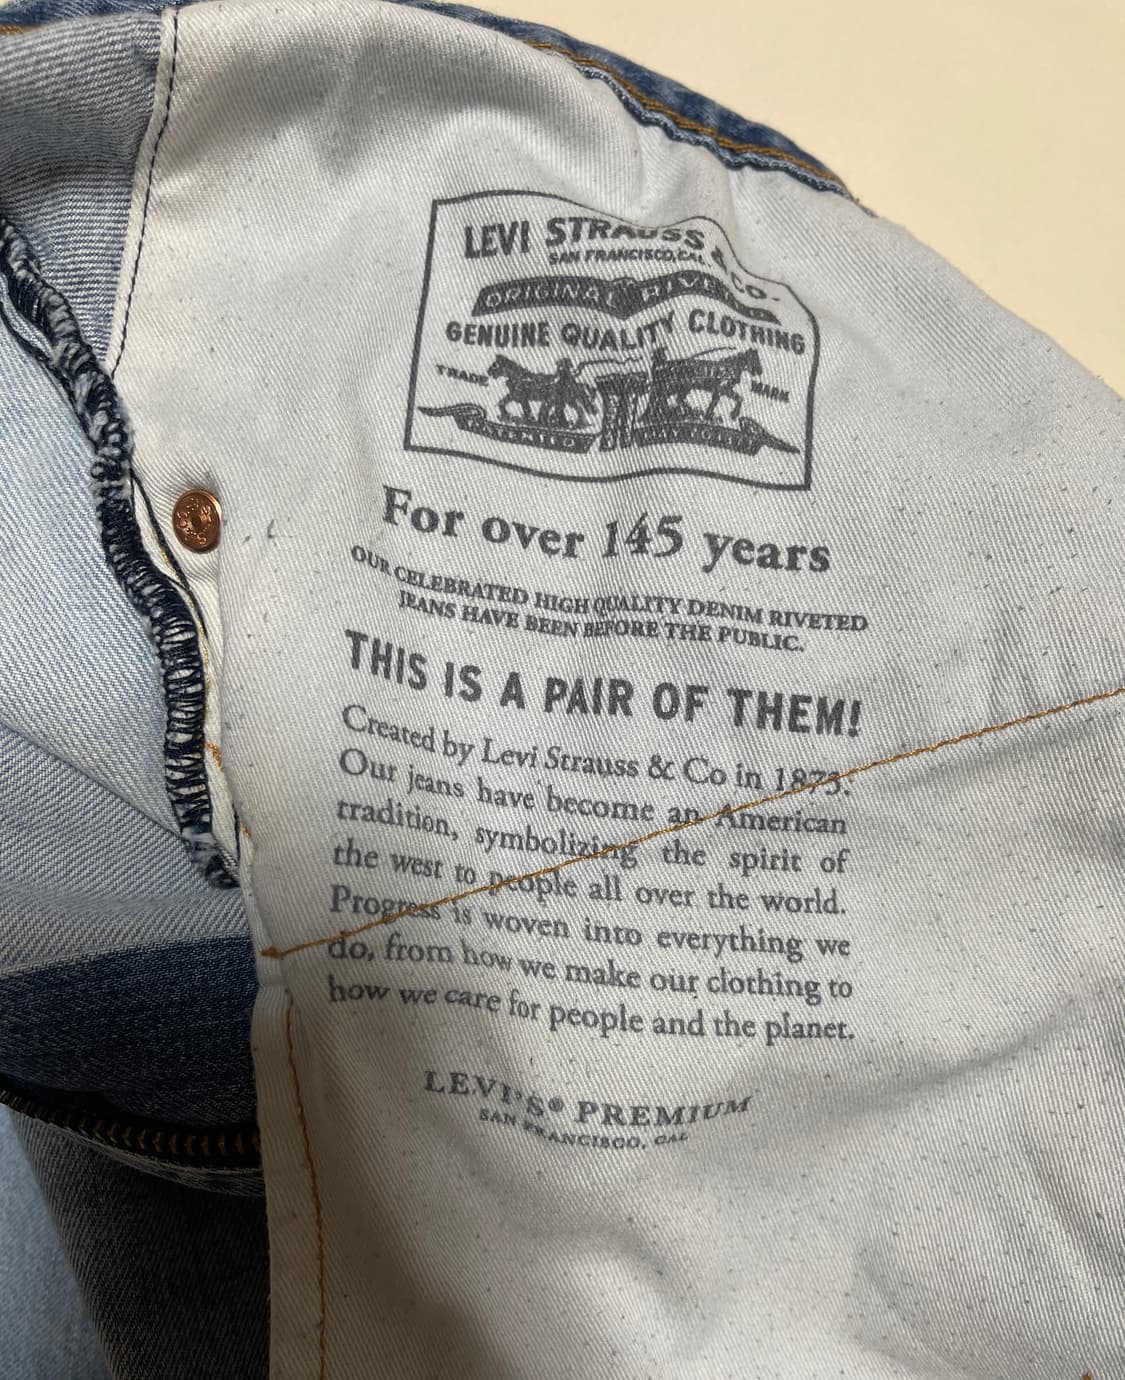 LEVI STRAUSS & CO.
SAN FRANCISCO, CAL.
ORIGINAL
GENUINE QUALITY CLOTHING
TRADE MARK
PATENTED
For over 145 years
OUR CELEBRATED HIGH QUALITY DENIM RIVETED
JEANS HAVE BEEN BEFORE THE PUBLIC.
THIS IS A PAIR OF THEM!
Created by Levi Strauss & Co in 1873.
Our jeans have become an American
tradition, symbolizing the spirit of
the west to people all over the world.
Progress is woven into everything we
do, from how we make our clothing to
how we care for people and the planet.
LEVI'S® PREMIUM
SAN FRANCISCO, CAL